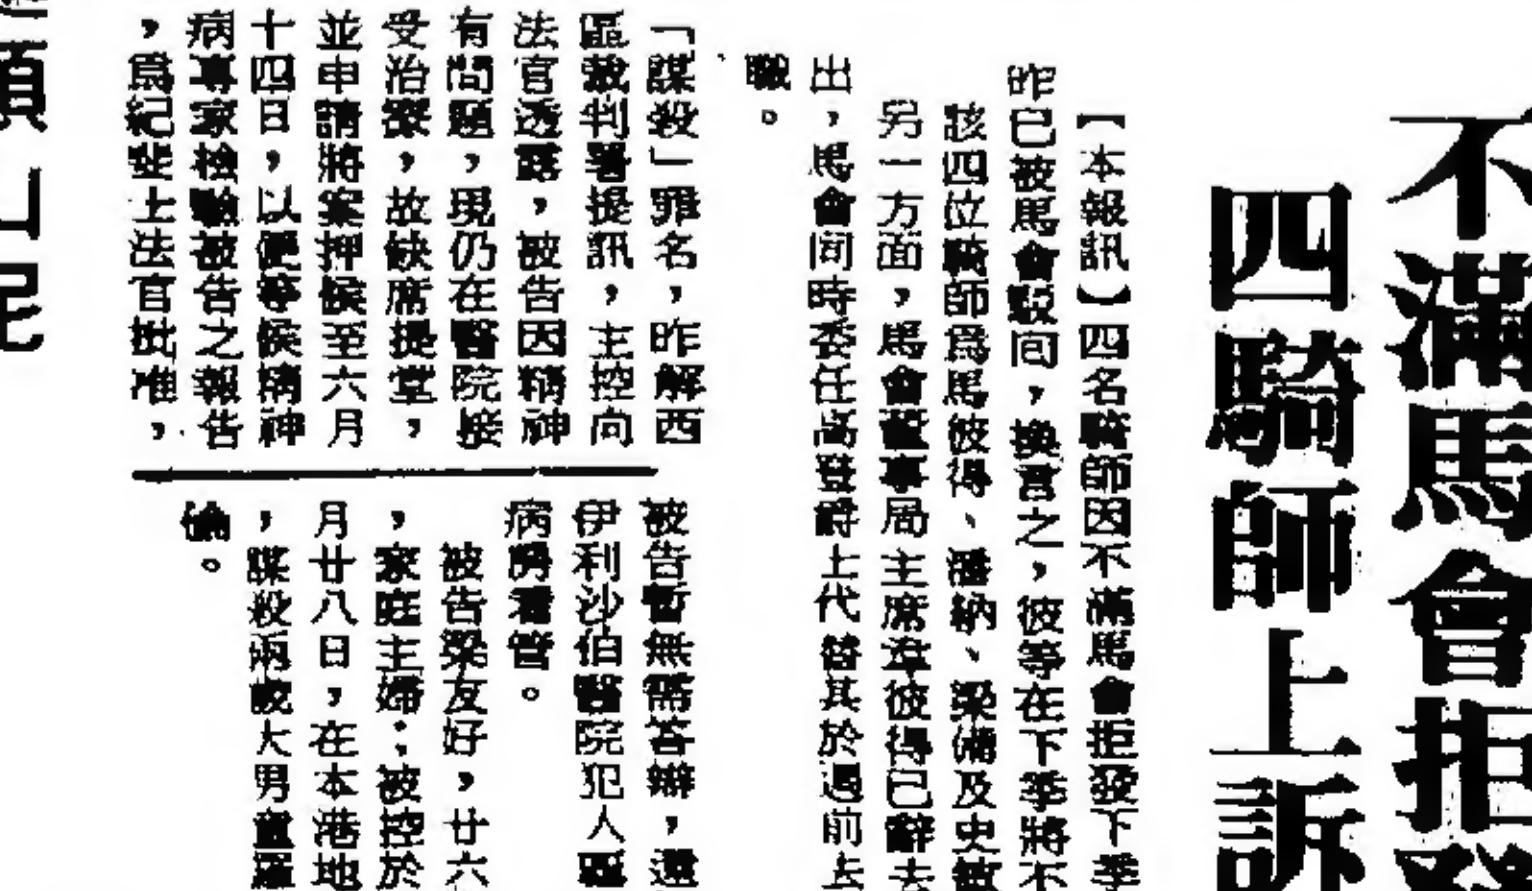 不滿馬會拒發
四騎師上訴
【本報訊】四名騎師因不滿馬會拒發下季
昨已被馬會駁回，換言之，彼等在下季將不
該四位騎師為馬彼得、潘納、梁滿及史敏
另一方面，馬會董事局主席韋彼得已辭去
出，馬會同時委任高登爵士代替其於過前去
職。
「謀殺」罪名，昨解西
區裁判署提訊，主控向
法官透露，被告因精神
有問題，現仍在醫院接
受治療，故缺席提堂，
並申請將案押候至六月
十四日，以便等候精神
病專家檢驗被告之報告
，為紀斐士法官批准，
被告暫無需答辯，還
伊利沙伯醫院犯人
病房看管。
被告梁友好，廿六
，家庭主婦；被控於
月廿八日，在本港地
，謀殺兩歲大男童羅
倫。